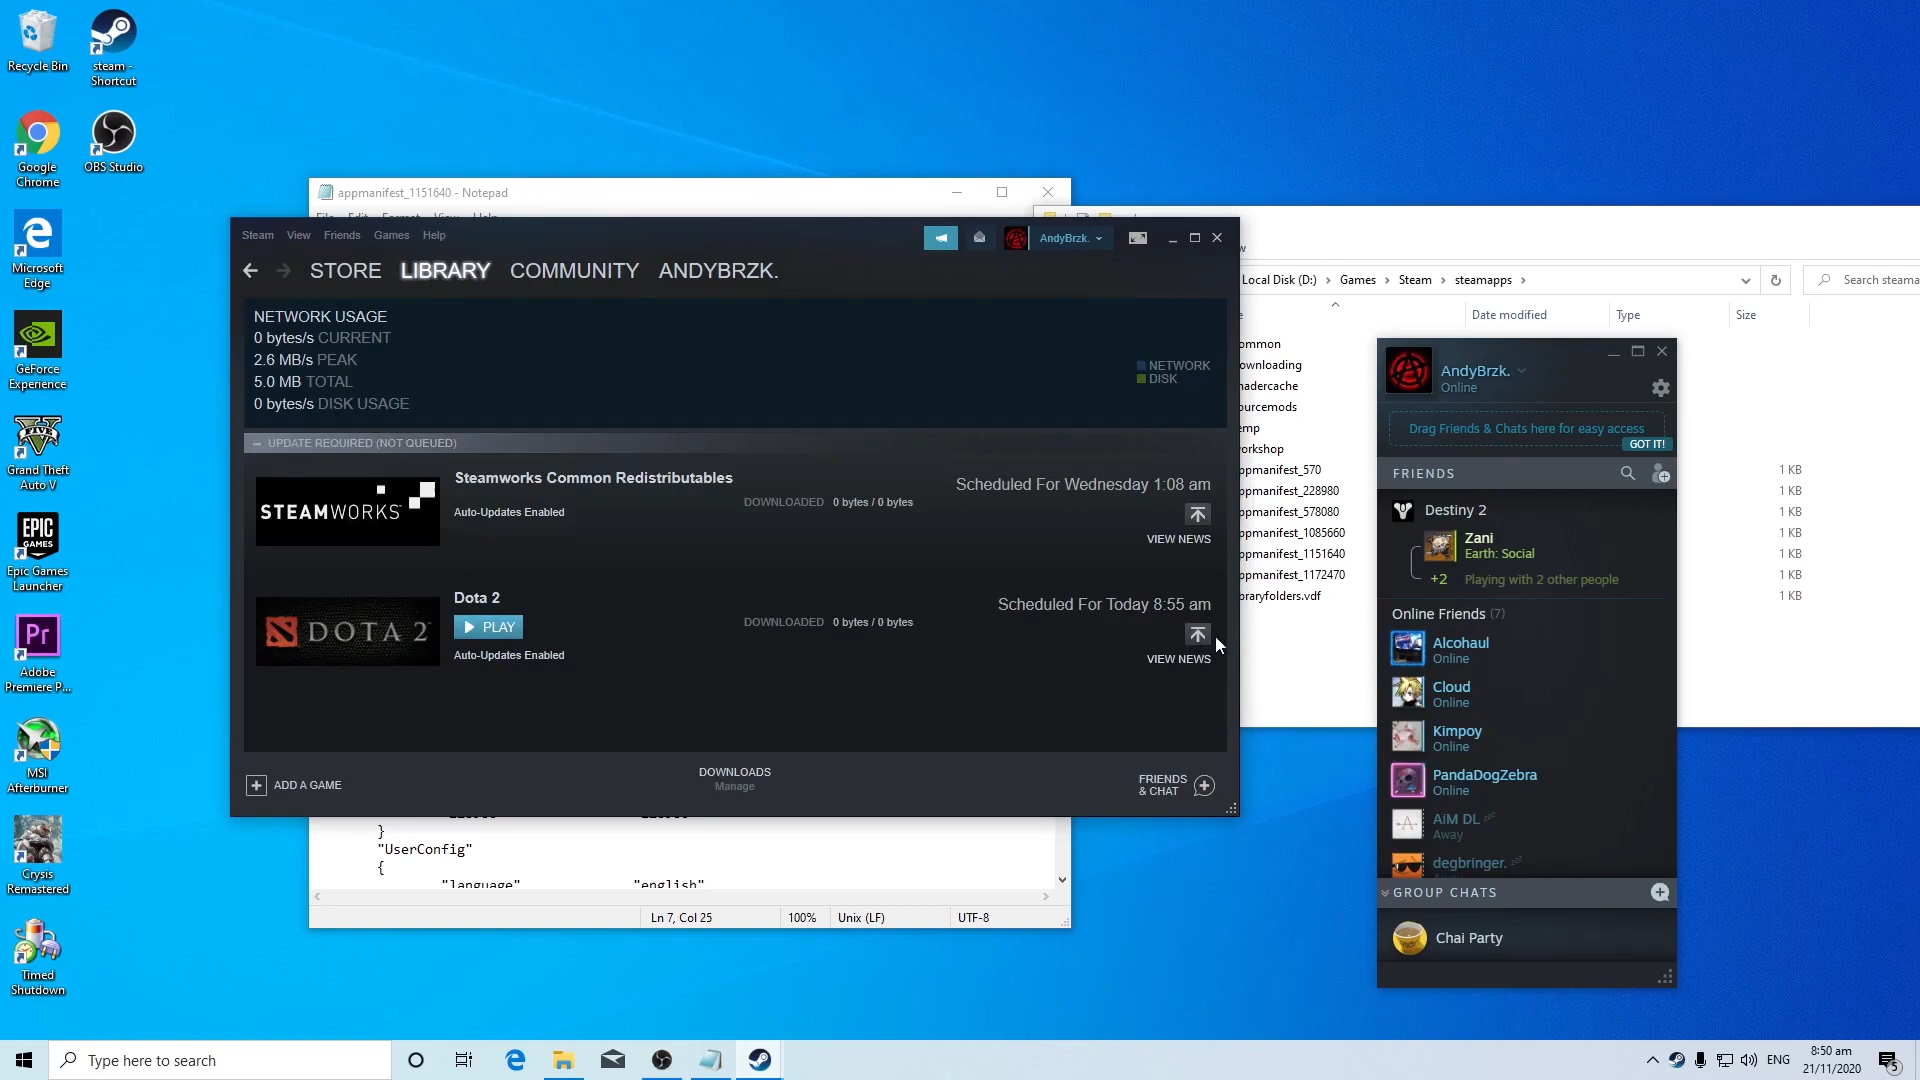 Recycle Bin
steam -
Shortcut
Google
Chrome
OBS Studio
Microsoft
Edge
GeForce
Experience
Grand Theft
Auto V
EPIC
GAMES
Epic Games
Launcher
Pr
Adobe
Premiere P...
MSI
Afterburner
Crysis
Remastered
Timed
Shutdown
appmanifest_1151640 - Notepad
File Edit Format View Help
Steam View Friends Games Help
AndyBrzk.
STORE LIBRARY COMMUNITY ANDYBRZK.
NETWORK USAGE
0 bytes/s CURRENT
2.6 MB/s PEAK
5.0 MB TOTAL
0 bytes/s DISK USAGE
NETWORK
DISK
UPDATE REQUIRED (NOT QUEUED)
STEAMWORKS
Steamworks Common Redistributables
Auto-Updates Enabled
DOWNLOADED 0 bytes / 0 bytes
Scheduled For Wednesday 1:08 am
VIEW NEWS
DOTA 2
Dota 2
PLAY
Auto-Updates Enabled
DOWNLOADED 0 bytes / 0 bytes
Scheduled For Today 8:55 am
VIEW NEWS
ADD A GAME
DOWNLOADS
Manage
FRIENDS
& CHAT
}
"UserConfig"
{
"language" "english"
Ln 7, Col 25 100% Unix (LF) UTF-8
Local Disk (D:) › Games › Steam › steamapps ›
Search steama
Date modified Type Size
ommon
ownloading
hadercache
ourcemods
emp
orkshop
ppmanifest_570 1 KB
ppmanifest_228980 1 KB
ppmanifest_578080 1 KB
ppmanifest_1085660 1 KB
ppmanifest_1151640 1 KB
ppmanifest_1172470 1 KB
braryfolders.vdf 1 KB
AndyBrzk.
Online
Drag Friends & Chats here for easy access
GOT IT!
FRIENDS
Destiny 2
Zani
Earth: Social
+2 Playing with 2 other people
Online Friends (7)
Alcohaul
Online
Cloud
Online
Kimpoy
Online
PandaDogZebra
Online
AiM DL zzz
Away
degbringer. zzz
GROUP CHATS
Chai Party
Type here to search
ENG
8:50 am
21/11/2020
5